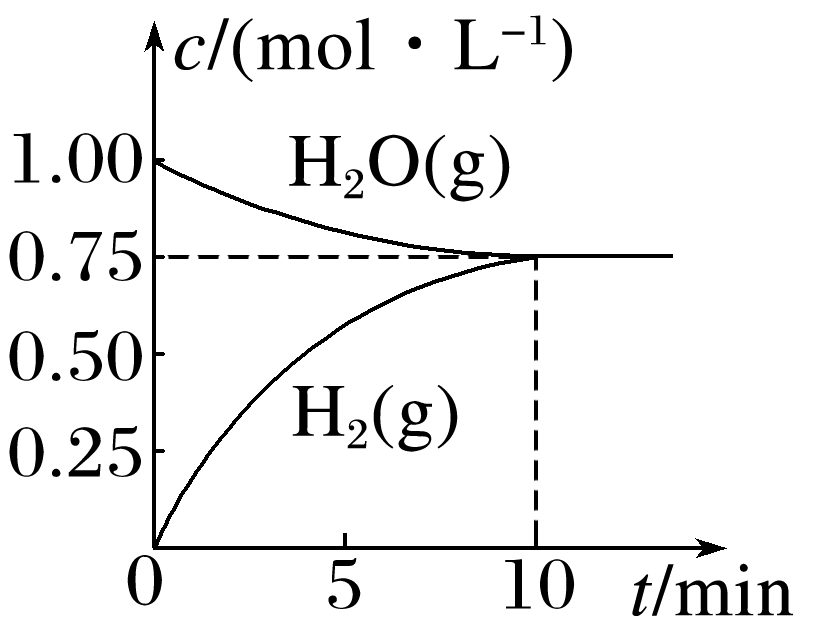 c/(mol · L⁻¹)
1.00
H₂O(g)
0.75
0.50
H₂(g)
0.25
0 5 10 t/min